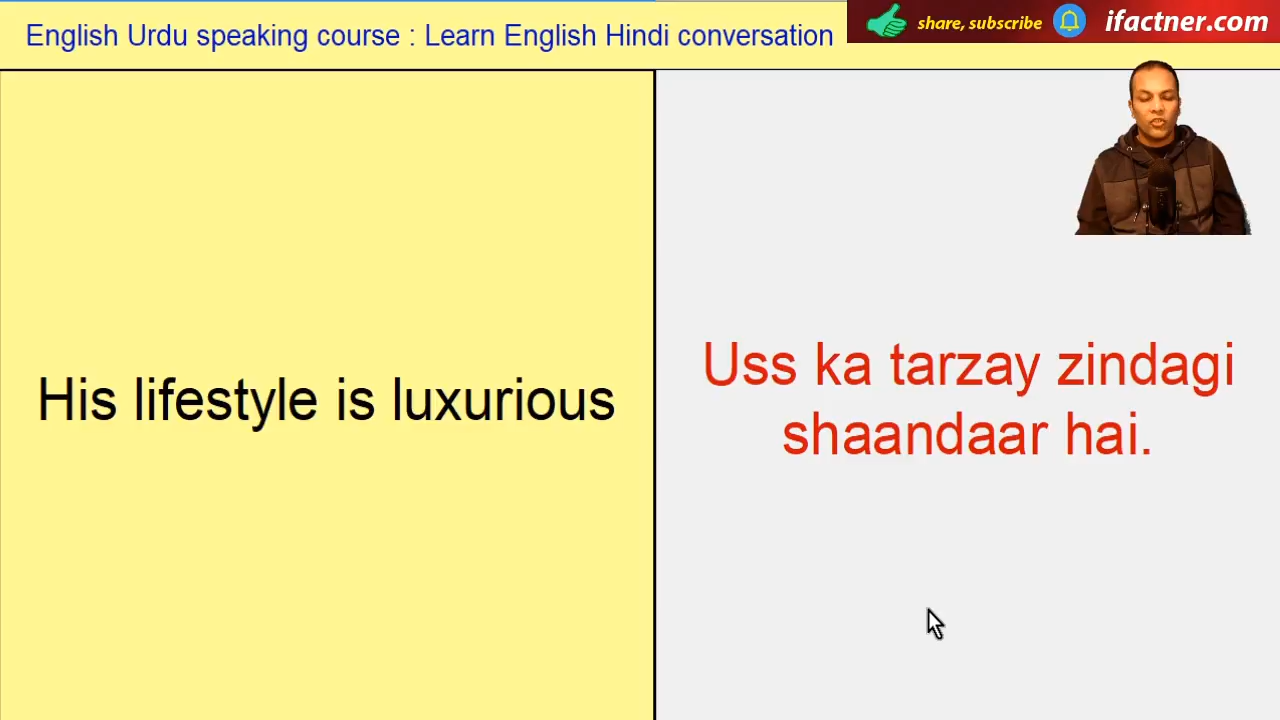 English Urdu speaking course : Learn English Hindi conversation
share, subscribe
ifactner.com
His lifestyle is luxurious
Uss ka tarzay zindagi
shaandaar hai.